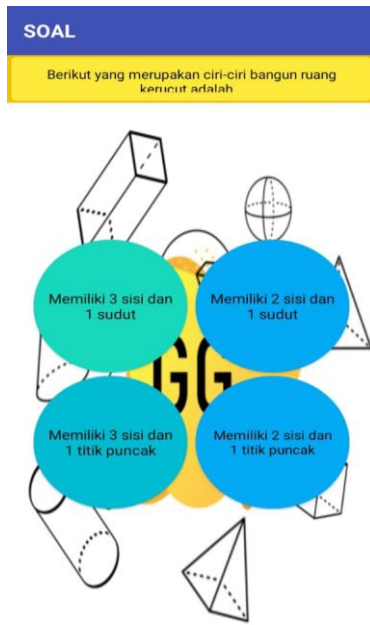 SOAL
Berikut yang merupakan ciri-ciri bangun ruang
kerucut adalah
Memiliki 3 sisi dan
1 sudut
Memiliki 2 sisi dan
1 sudut
GG
Memiliki 3 sisi dan
1 titik puncak
Memiliki 2 sisi dan
1 titik puncak